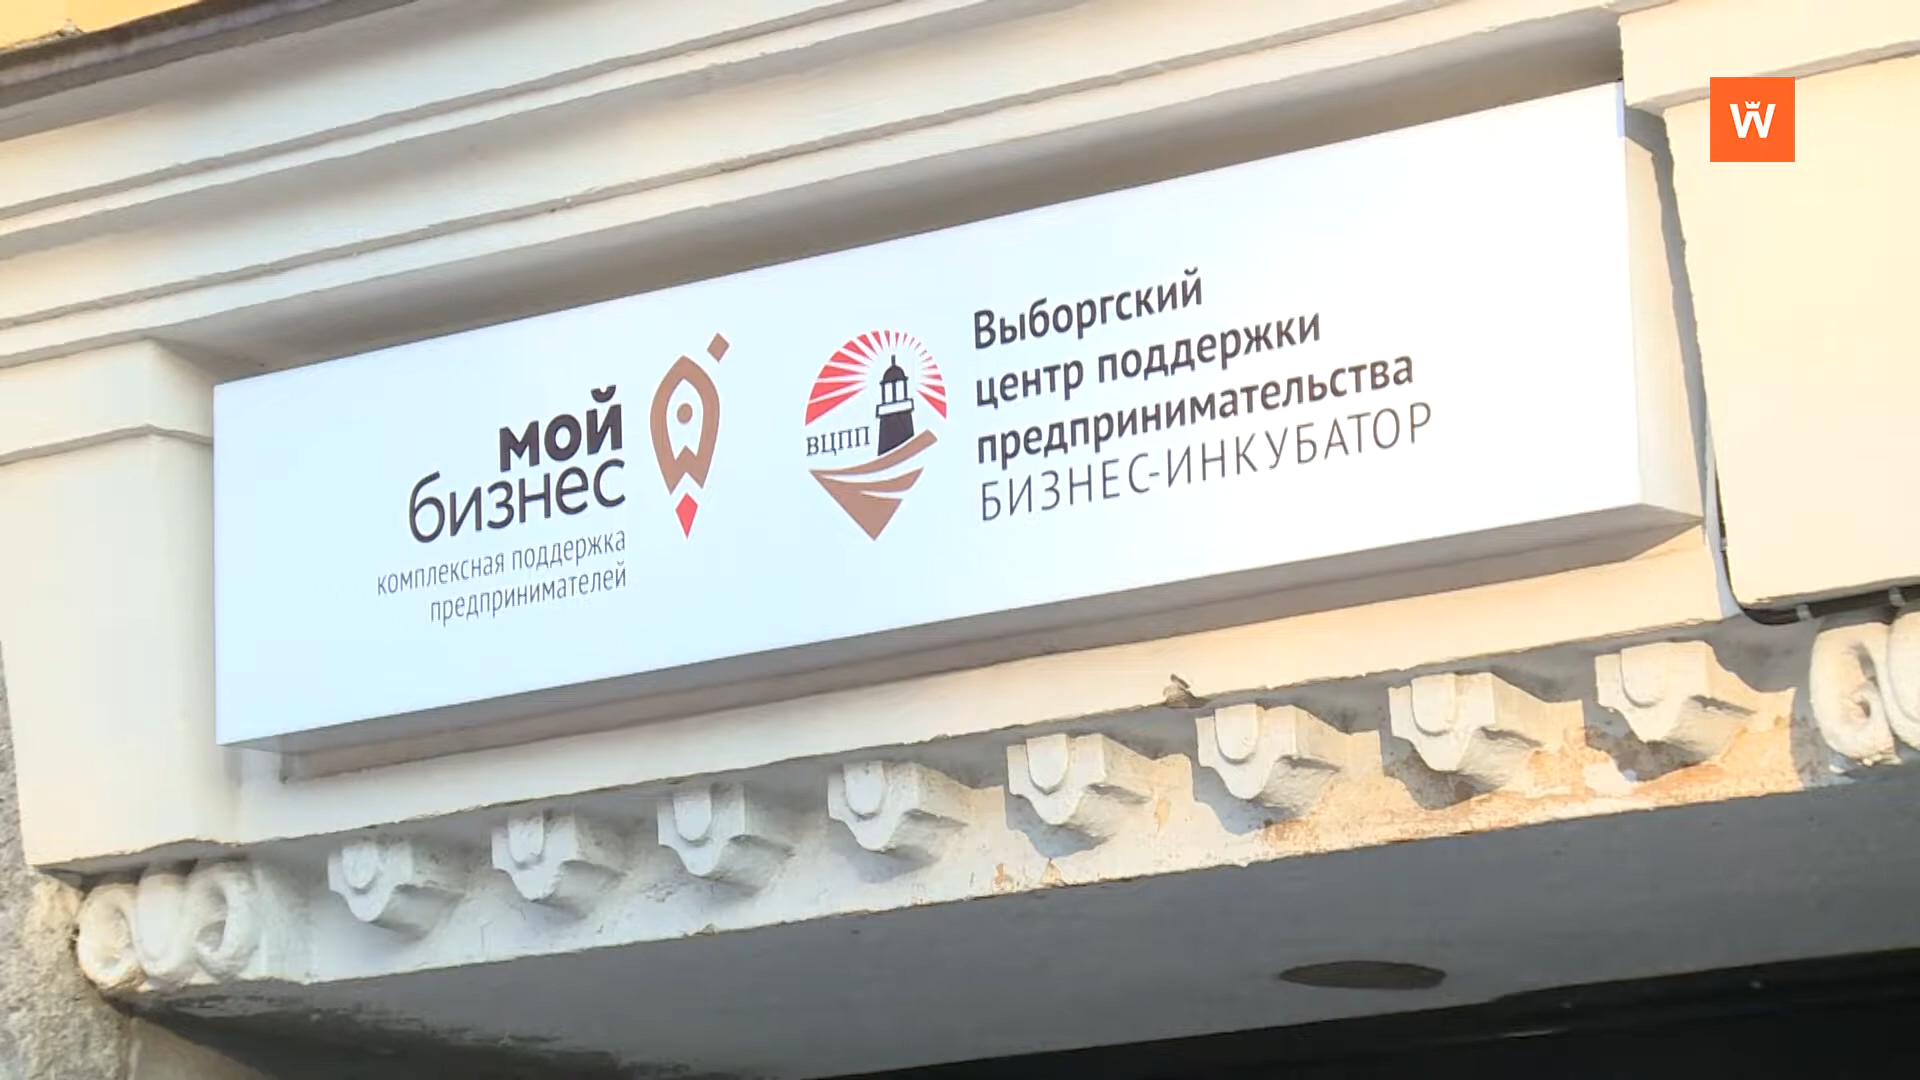 мой
бизнес
комплексная поддержка
предпринимателей
ВЦПП
Выборгский
центр поддержки
предпринимательства
БИЗНЕС-ИНКУБАТОР
W